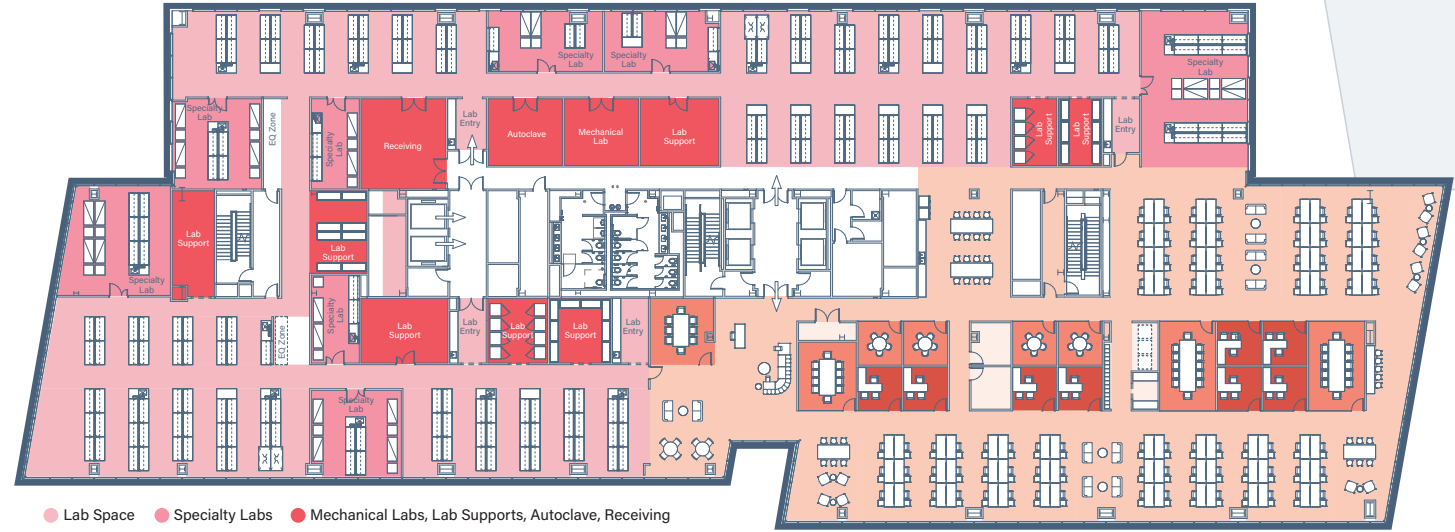 Specialty
Lab
Specialty
Lab
Specialty
Lab
Specialty
Lab
EQ Zone
Specialty
Lab
Receiving
Lab
Entry
Autoclave
Mechanical
Lab
Lab
Support
Lab
Support
Lab
Support
Lab
Entry
Lab
Support
Lab
Support
Specialty
Lab
Specialty
Lab
EQ Zone
Lab
Support
Lab
Entry
Lab
Support
Lab
Support
Lab
Entry
Specialty
Lab
Lab Space
Specialty Labs
Mechanical Labs, Lab Supports, Autoclave, Receiving